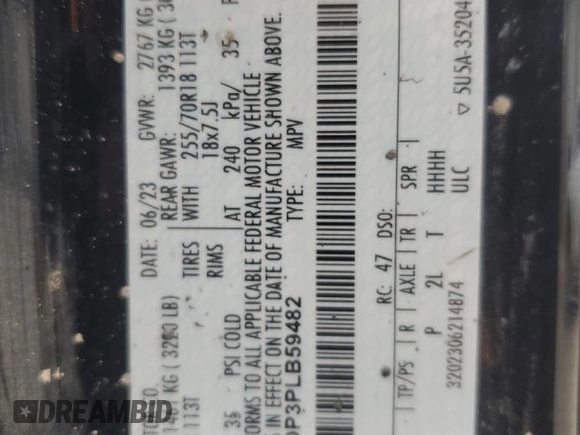 DATE: 06/23 GVWR: 2767 KG
REAR GAWR: 1393 KG (
KG ( 3280 LB)
TIRES WITH 255/70R18 113T
113T
RIMS 18x7.5J
PSI COLD AT 240 kPa/ 35
ORMS TO ALL APPLICABLE FEDERAL MOTOR VEHICLE
IN EFFECT ON THE DATE OF MANUFACTURE SHOWN ABOVE.
P3PLB59482 TYPE: MPV
RC: 47 DSO:
TP/PS IR AXLE TR SPR
P 2L T HHHH
3202306214874 ULC
▽ 5U5A-35204
DREAMBID